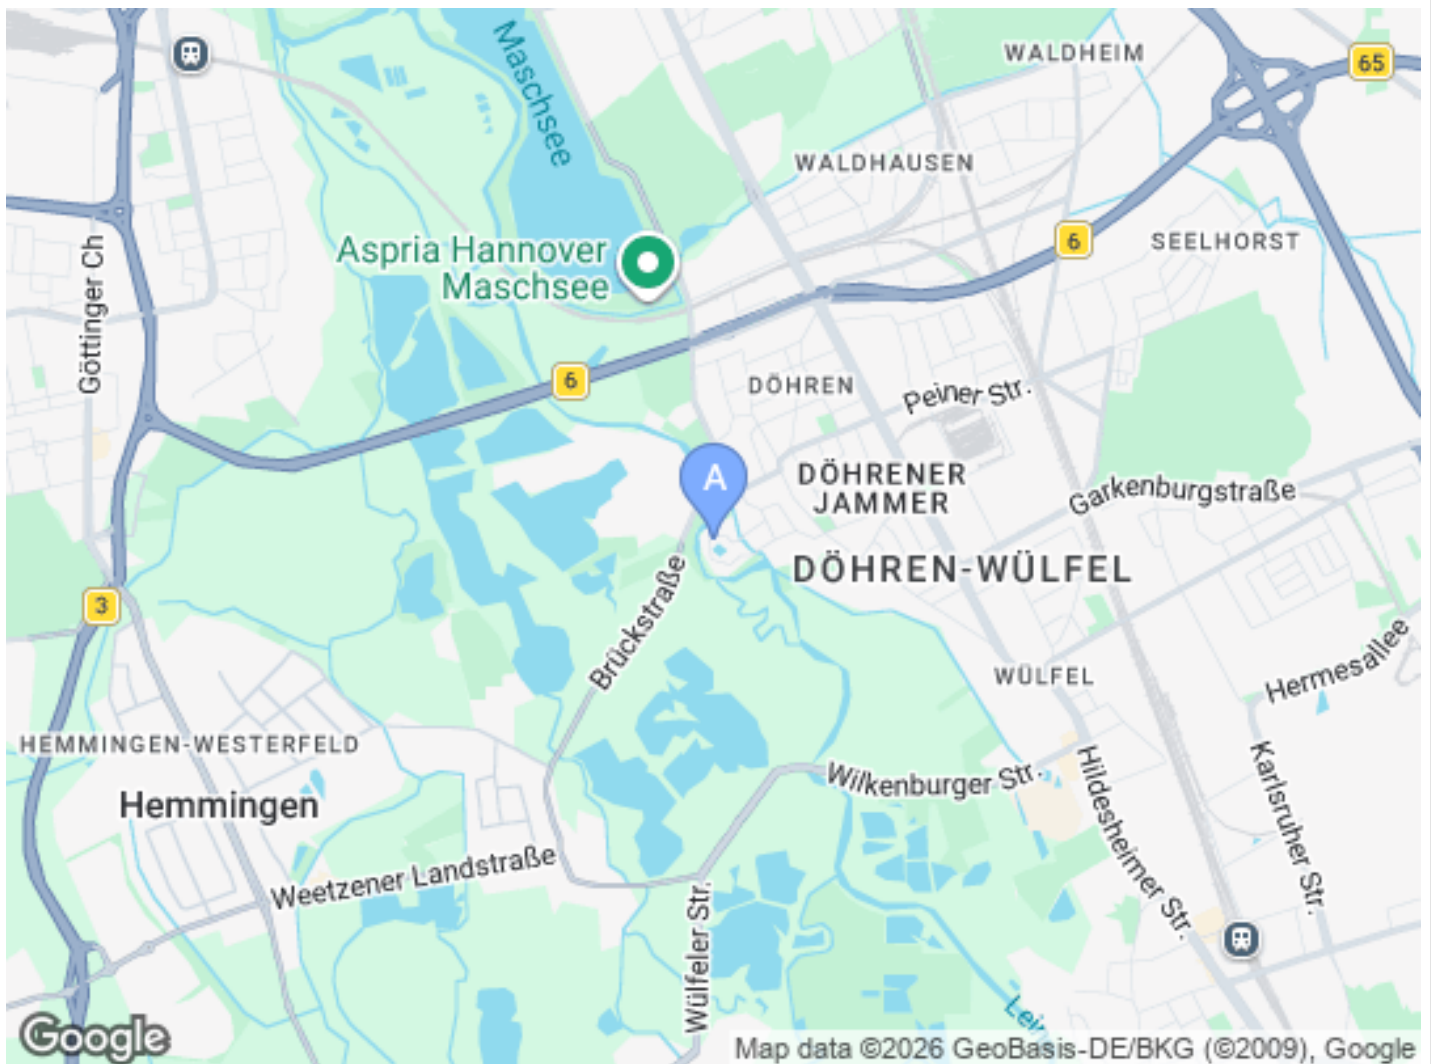 Maschsee
WALDHEIM
65
WALDHAUSEN
Aspria Hannover
Maschsee
6
SEELHORST
Göttinger Ch
6
DÖHREN
Peiner Str.
A
DÖHRENER
JAMMER
Garkenburgstraße
DÖHREN-WÜLFEL
3
Brückstraße
WÜLFEL
Hermesallee
HEMMINGEN-WESTERFELD
Hemmingen
Wilkenburger Str.
Hildesheimer Str.
Karlsruher Str.
Weetzener Landstraße
Wülfeler Str.
Google
Map data ©2026 GeoBasis-DE/BKG (©2009), Google